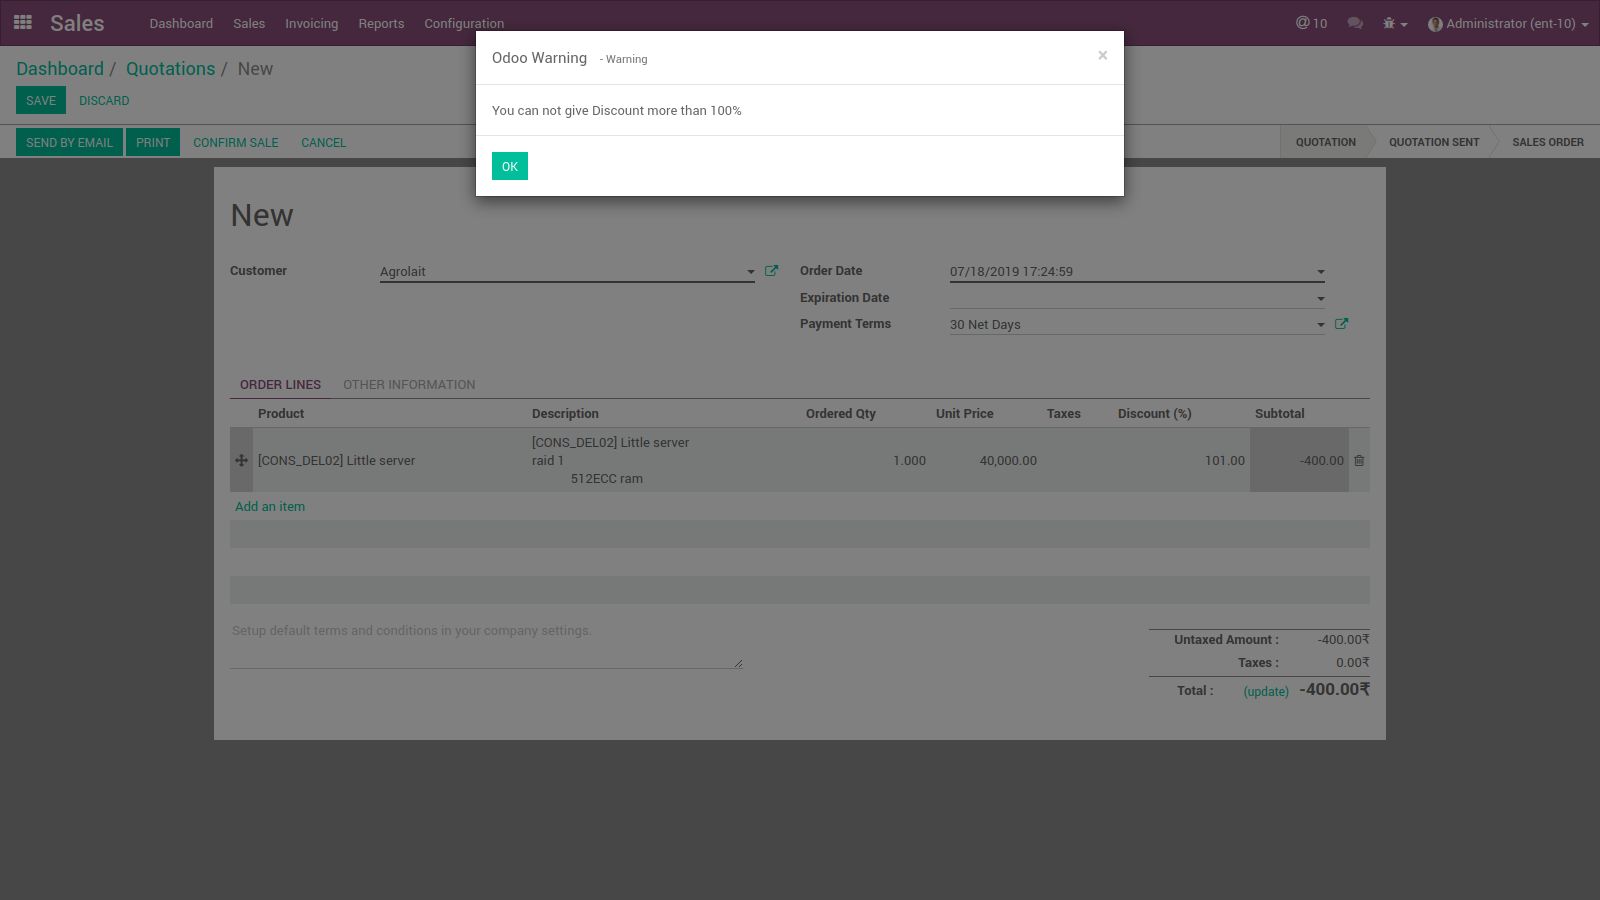 Sales Dashboard Sales Invoicing Reports Configuration @ 10 Administrator (ent-10)
Odoo Warning - Warning ×
Dashboard / Quotations / New
SAVE DISCARD
You can not give Discount more than 100%
SEND BY EMAIL PRINT CONFIRM SALE CANCEL QUOTATION QUOTATION SENT SALES ORDER
OK
New
Customer Agrolait Order Date 07/18/2019 17:24:59
Expiration Date
Payment Terms 30 Net Days
ORDER LINES OTHER INFORMATION
Product Description Ordered Qty Unit Price Taxes Discount (%) Subtotal
[CONS_DEL02] Little server
[CONS_DEL02] Little server raid 1 1.000 40,000.00 101.00 -400.00
512ECC ram
Add an item
Setup default terms and conditions in your company settings.
Untaxed Amount : -400.00₹
Taxes : 0.00₹
Total : (update) -400.00₹